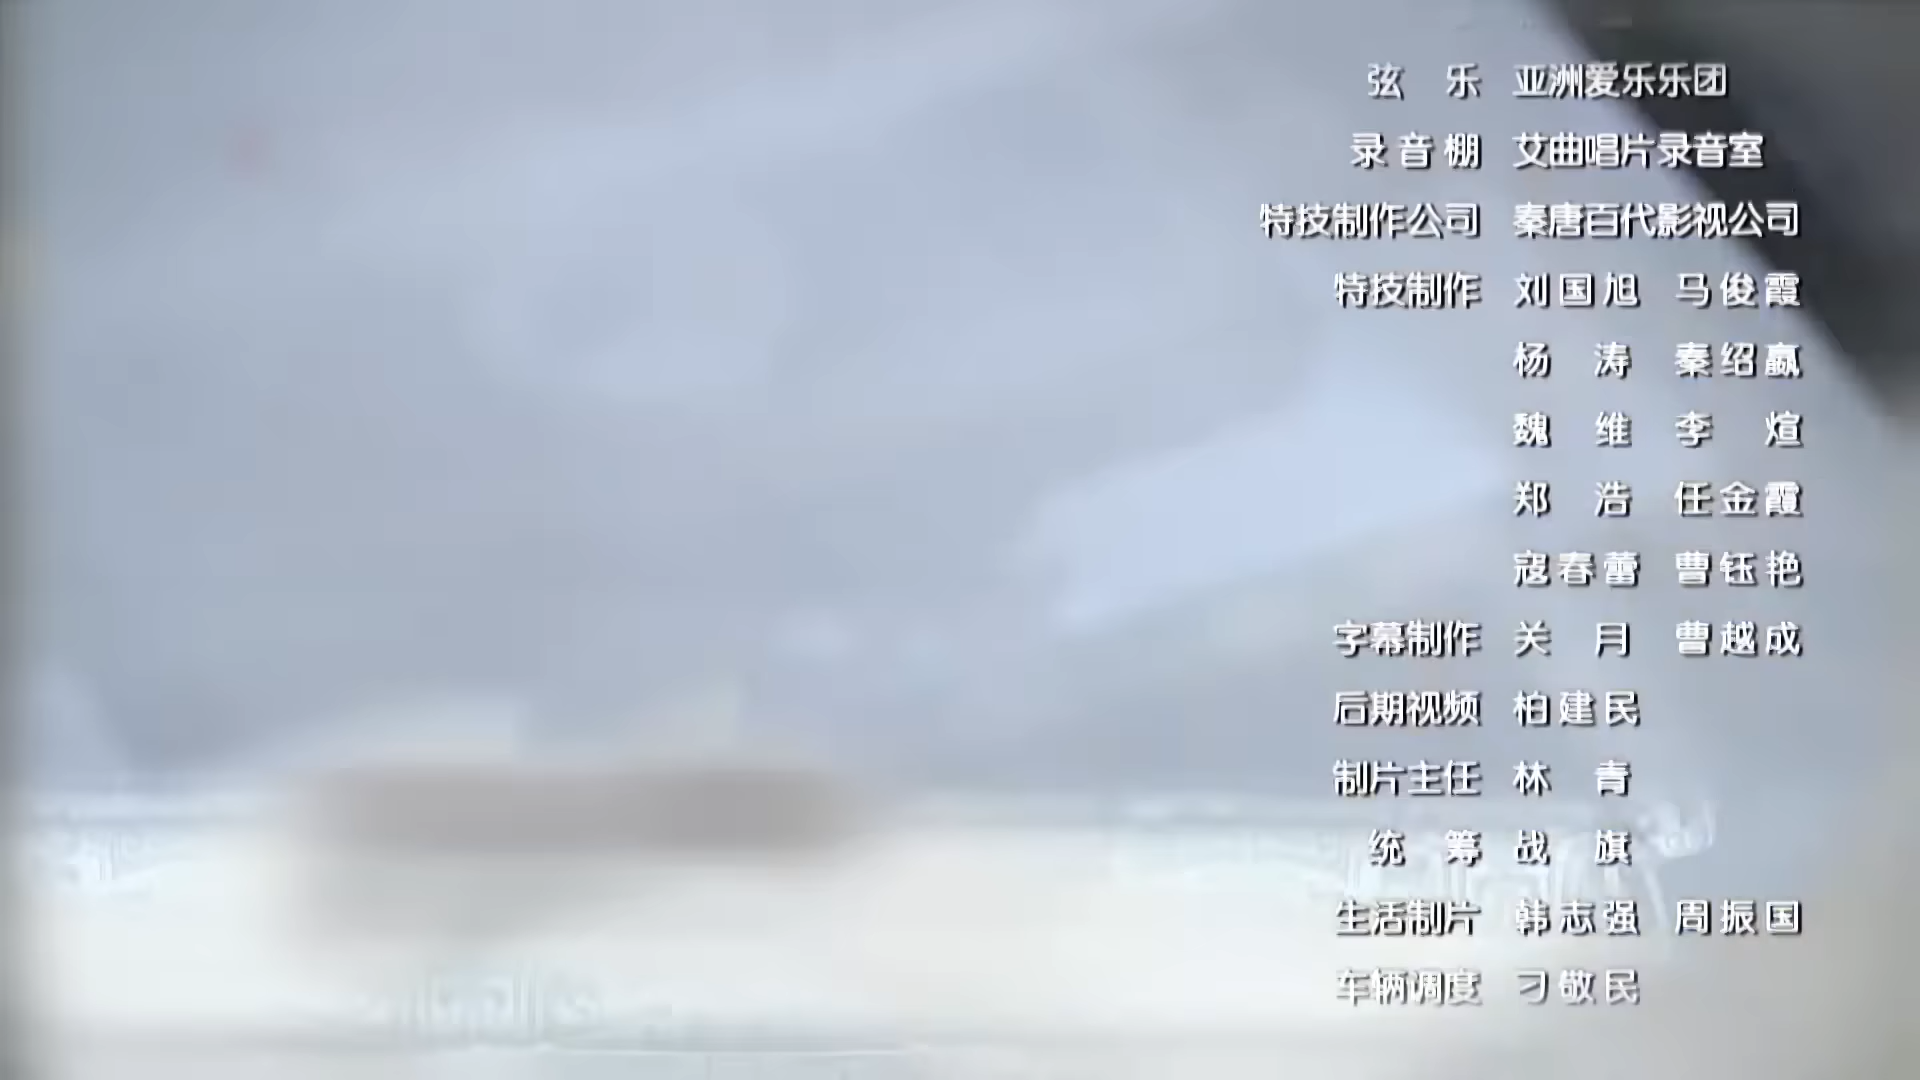 弦 乐 亚洲爱乐乐团
录音棚 艾曲唱片录音室
特技制作公司 秦唐百代影视公司
特技制作 刘国旭 马俊霞
杨 涛 秦绍赢
魏 维 李 煊
郑 浩 任金霞
寇春蕾 曹钰艳
字幕制作 关 月 曹越成
后期视频 柏建民
制片主任 林 青
统 筹 战 旗
生活制片 韩志强 周振国
车辆调度 刁敬民